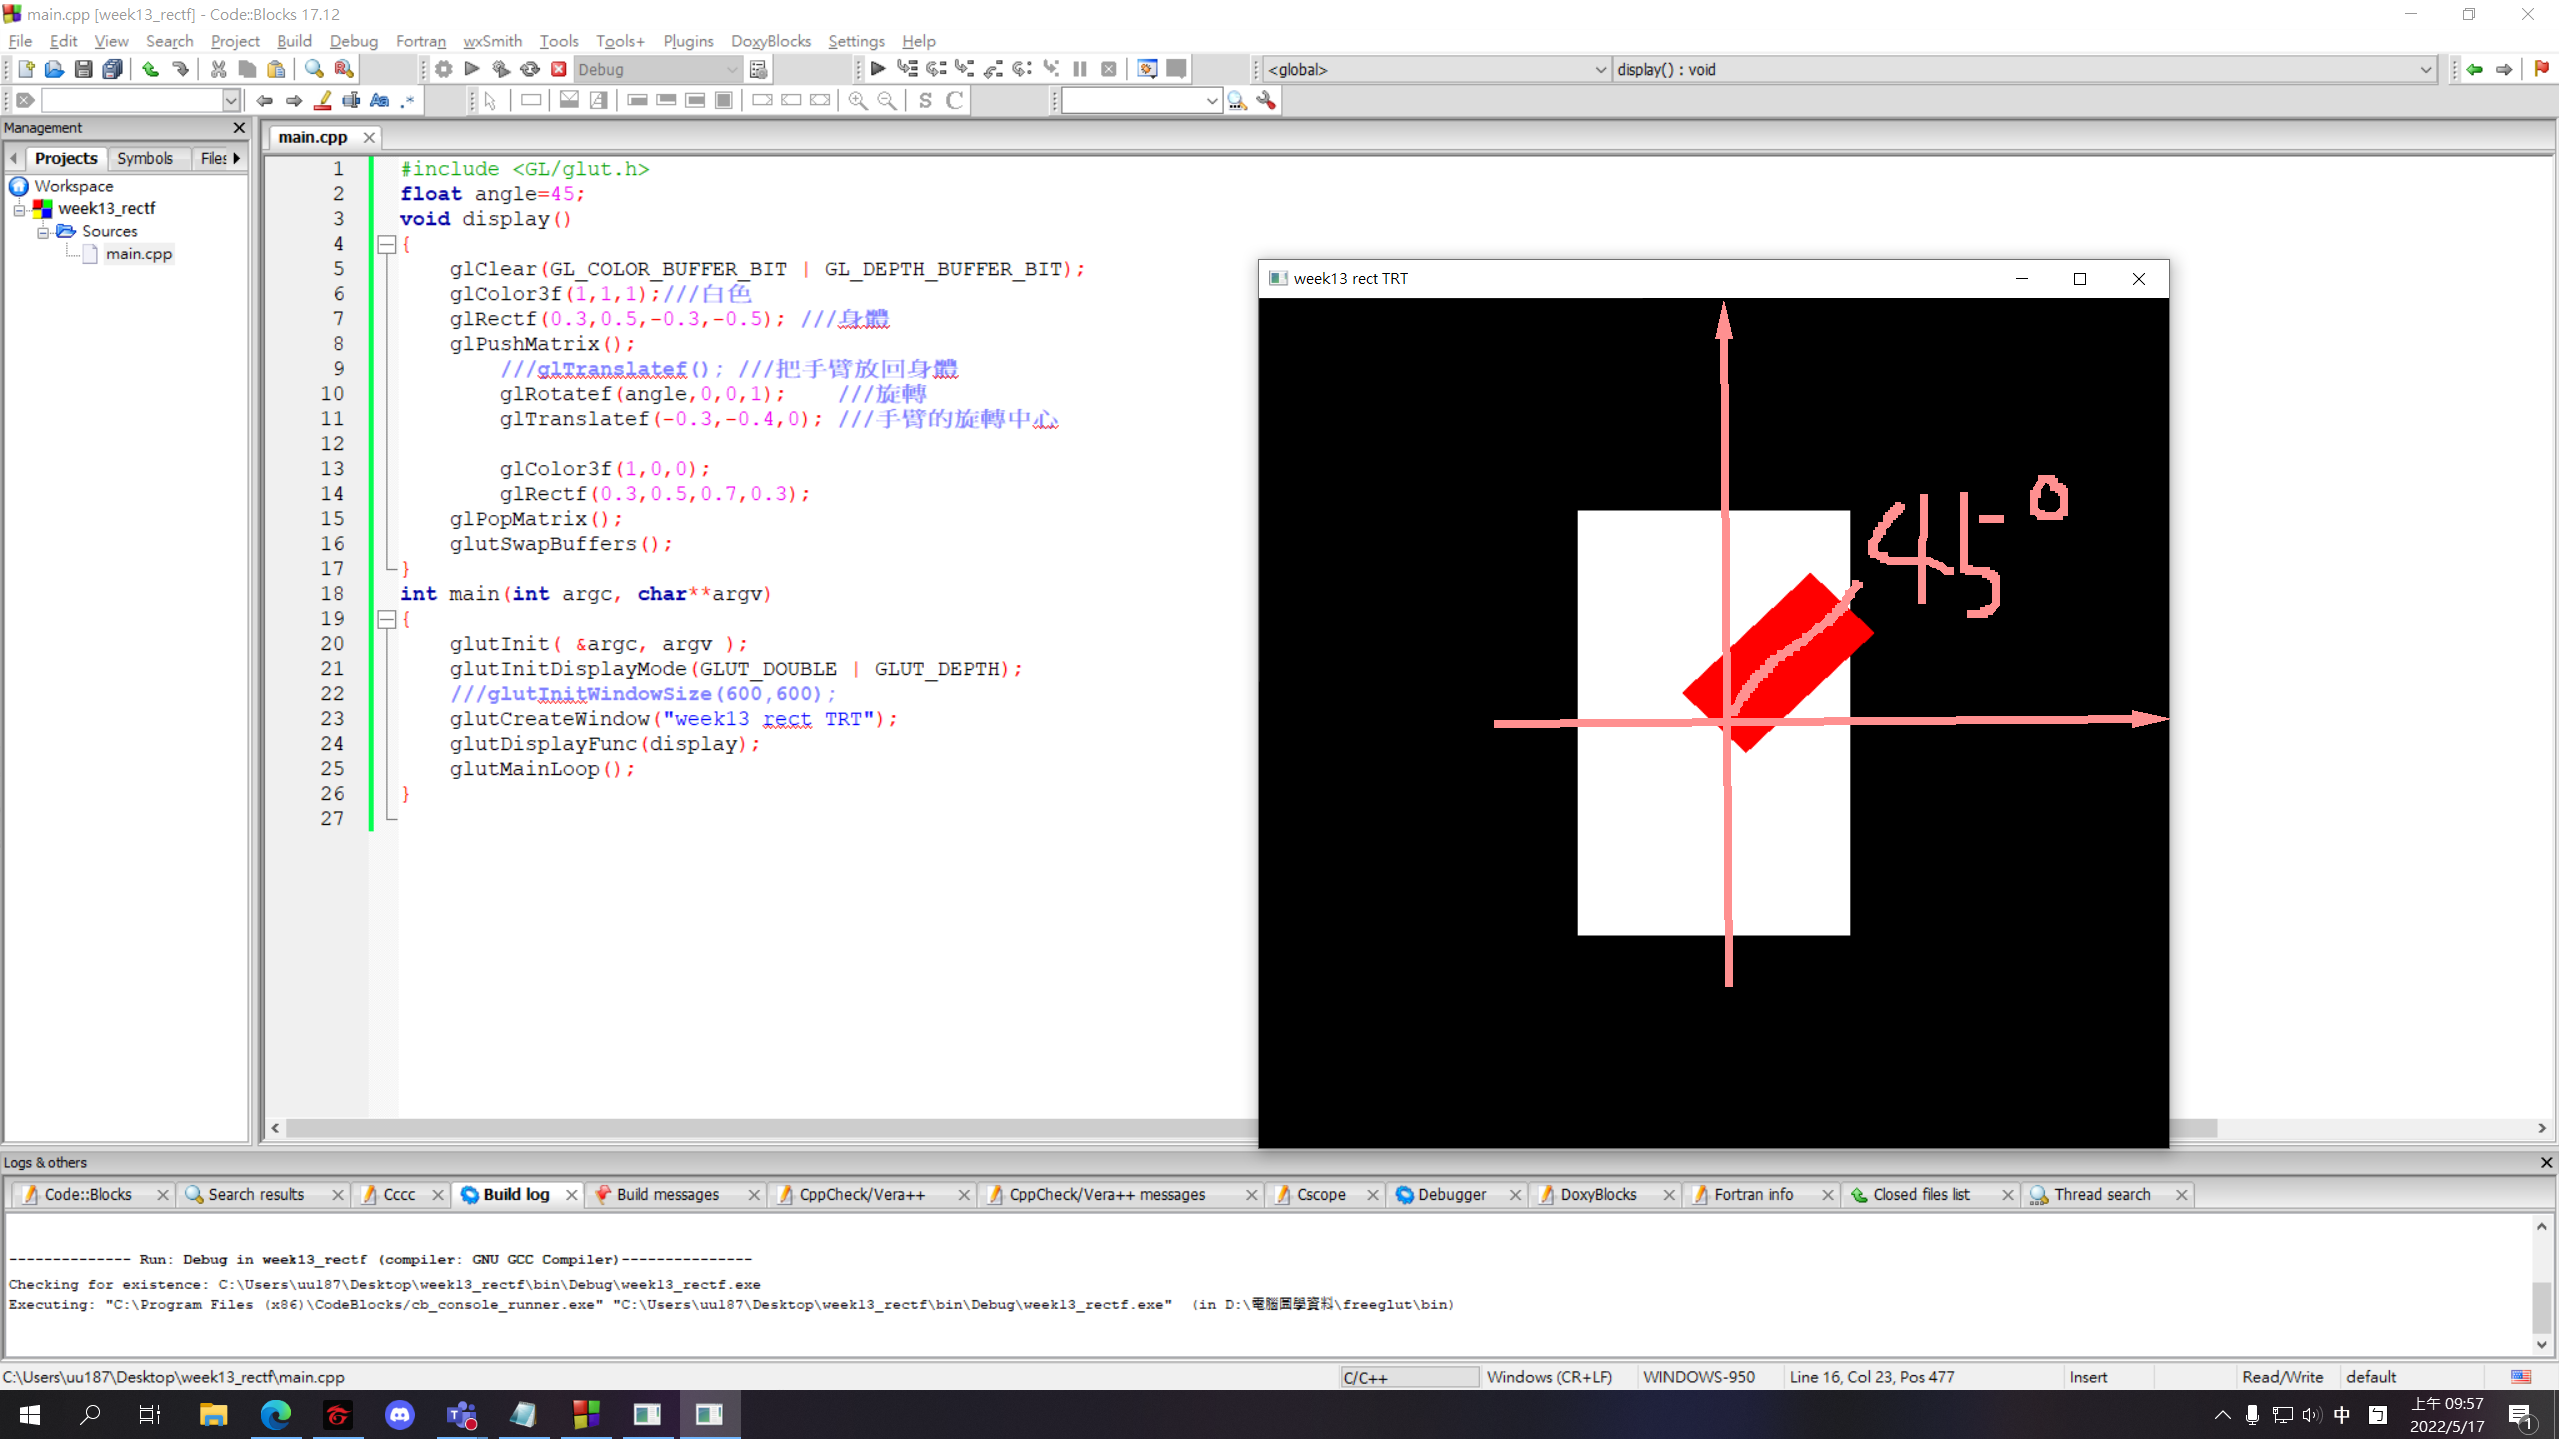 main.cpp [week13_rectf] - Code::Blocks 17.12
File Edit View Search Project Build Debug Fortran wxSmith Tools Tools+ Plugins DoxyBlocks Settings Help
Debug <global> display() : void
S C
Management
main.cpp
Projects Symbols Files
Workspace
week13_rectf
Sources
main.cpp
1 #include <GL/glut.h>
2 float angle=45;
3 void display()
4 {
5 glClear(GL_COLOR_BUFFER_BIT | GL_DEPTH_BUFFER_BIT);
6 glColor3f(1,1,1);///白色
7 glRectf(0.3,0.5,-0.3,-0.5); ///身體
8 glPushMatrix();
9 ///glTranslatef(); ///把手臂放回身體
10 glRotatef(angle,0,0,1); ///旋轉
11 glTranslatef(-0.3,-0.4,0); ///手臂的旋轉中心
12
13 glColor3f(1,0,0);
14 glRectf(0.3,0.5,0.7,0.3);
15 glPopMatrix();
16 glutSwapBuffers();
17 }
18 int main(int argc, char**argv)
19 {
20 glutInit( &argc, argv );
21 glutInitDisplayMode(GLUT_DOUBLE | GLUT_DEPTH);
22 ///glutInitWindowSize(600,600);
23 glutCreateWindow("week13 rect TRT");
24 glutDisplayFunc(display);
25 glutMainLoop();
26 }
27
week13 rect TRT
45°
Logs & others
Code::Blocks Search results Cccc Build log Build messages CppCheck/Vera++ CppCheck/Vera++ messages Cscope Debugger DoxyBlocks Fortran info Closed files list Thread search
-------------- Run: Debug in week13_rectf (compiler: GNU GCC Compiler)---------------
Checking for existence: C:\Users\uu187\Desktop\week13_rectf\bin\Debug\week13_rectf.exe
Executing: "C:\Program Files (x86)\CodeBlocks/cb_console_runner.exe" "C:\Users\uu187\Desktop\week13_rectf\bin\Debug\week13_rectf.exe" (in D:\電腦圖學資料\freeglut\bin)
C:\Users\uu187\Desktop\week13_rectf\main.cpp C/C++ Windows (CR+LF) WINDOWS-950 Line 16, Col 23, Pos 477 Insert Read/Write default
中 ㄅ 上午 09:57
2022/5/17 1